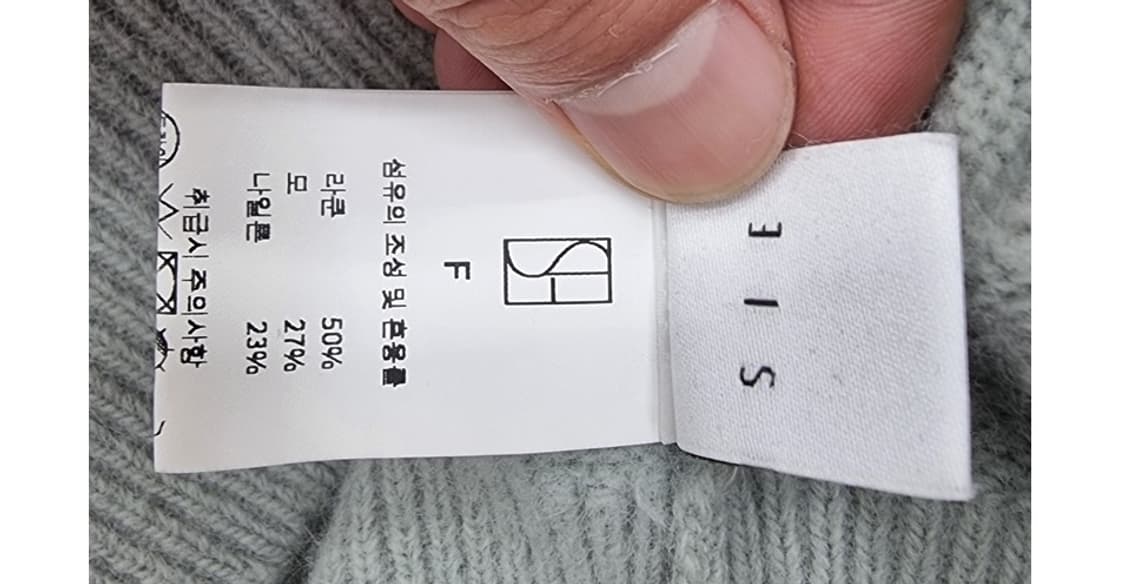 SIE
F
섬유의 조성 및 혼용률
라쿤 50%
모 27%
나일론 23%
취급시 주의사항